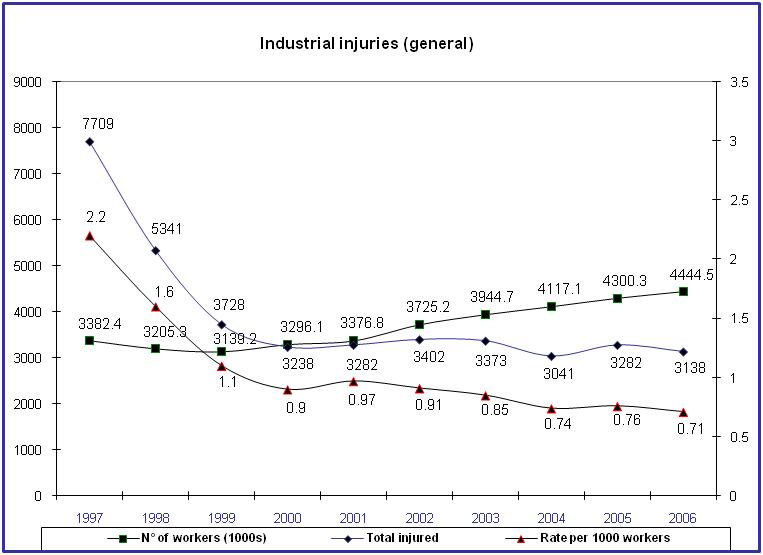 Industrial injuries (general)
9000 3.5
7709
8000
3
7000
2.5
6000 2.2 5341
2
5000
1.6
4444.5
4300.3
4117.1
3944.7
3728 3725.2
4000 1.5
3382.4 3205.3 3139.2 3296.1 3376.8
3000 3238 3282 3402 3373 3041 3282 3138
1
1.1
2000 0.9 0.97 0.91 0.85 0.74 0.76 0.71
1000 0.5
0 0
1997 1998 1999 2000 2001 2002 2003 2004 2005 2006
N° of workers (1000s) Total injured Rate per 1000 workers